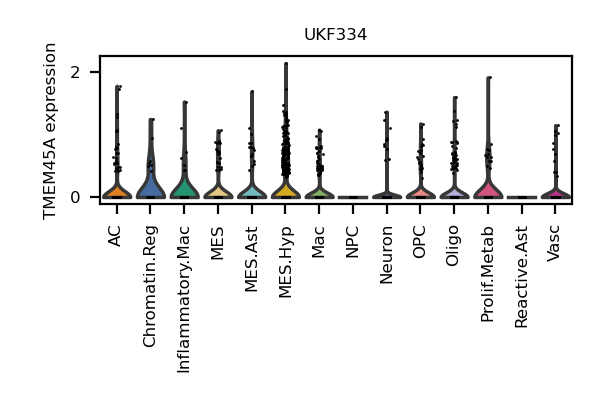 UKF334
TMEM45A expression
2
0
AC
Chromatin.Reg
Inflammatory.Mac
MES
MES.Ast
MES.Hyp
Mac
NPC
Neuron
OPC
Oligo
Prolif.Metab
Reactive.Ast
Vasc